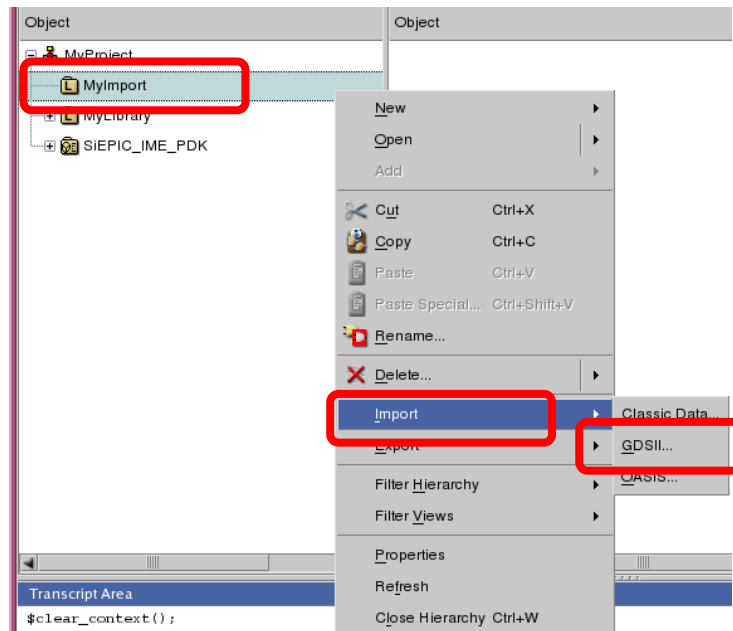 Object Object
MyProject
MyImport
MyLibrary
SiEPIC_IME_PDK
New
Open
Add
Cut Ctrl+X
Copy Ctrl+C
Paste Ctrl+V
Paste Special... Ctrl+Shift+V
Rename...
Delete...
Import
Classic Data...
Export
GDSII...
OASIS...
Filter Hierarchy
Filter Views
Properties
Refresh
Close Hierarchy Ctrl+W
Transcript Area
$clear_context();